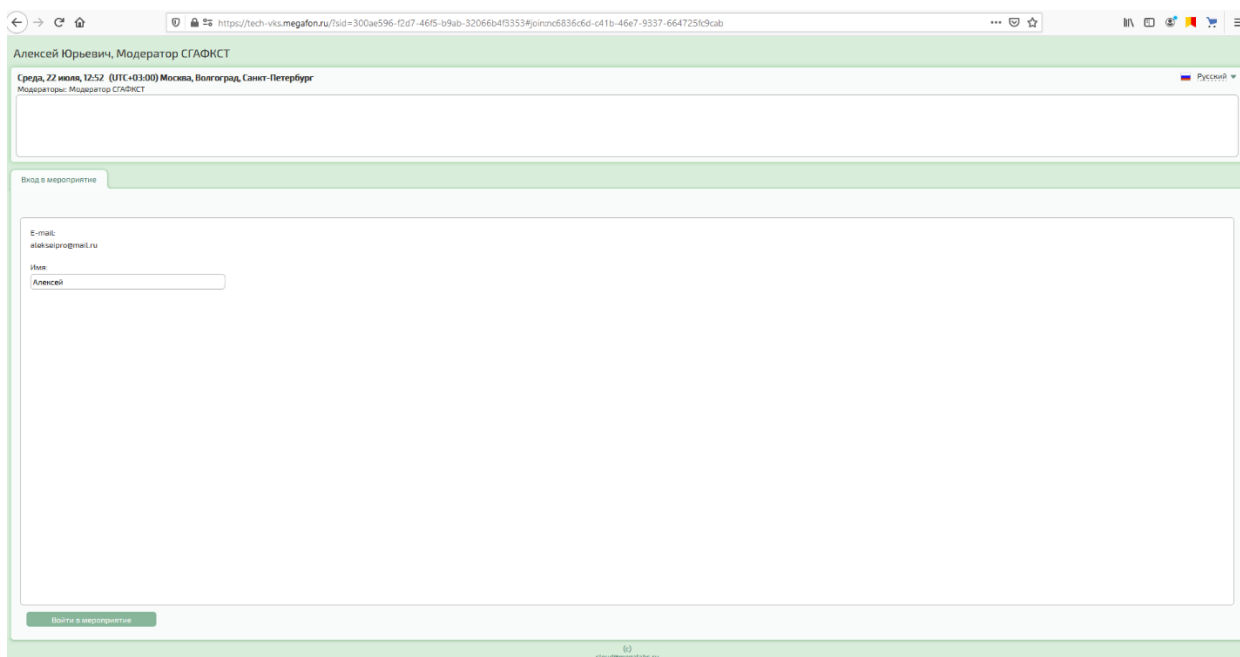 https://tech-vks.megafon.ru/?sid=300ae596-f2d7-46f5-b9ab-32066b4f3353#join:nc6836c6d-c41b-46e7-9337-664725fc9cab
Алексей Юрьевич, Модератор СГАФКСТ
Среда, 22 июля, 12:52 (UTC+03:00) Москва, Волгоград, Санкт-Петербург
Русский
Модераторы: Модератор СГАФКСТ
Вход в мероприятие
E-mail:
alekseipro@mail.ru
Имя:
Алексей
Войти в мероприятие
(c)